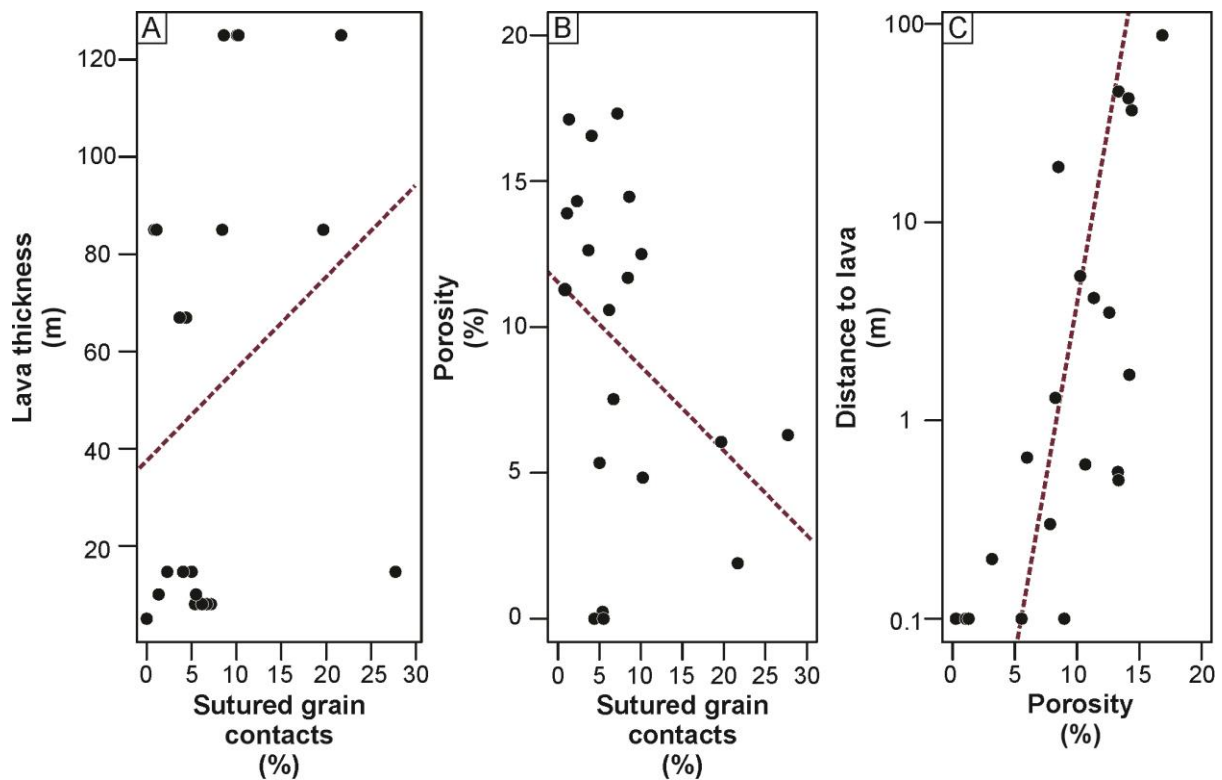 A
Lava thickness
(m)
120
100
80
60
40
20
0 5 10 15 20 25 30
Sutured grain
contacts
(%)
B
Porosity
(%)
20
15
10
5
0
0 5 10 15 20 25 30
Sutured grain
contacts
(%)
C
Distance to lava
(m)
100
10
1
0.1
0 5 10 15 20
Porosity
(%)